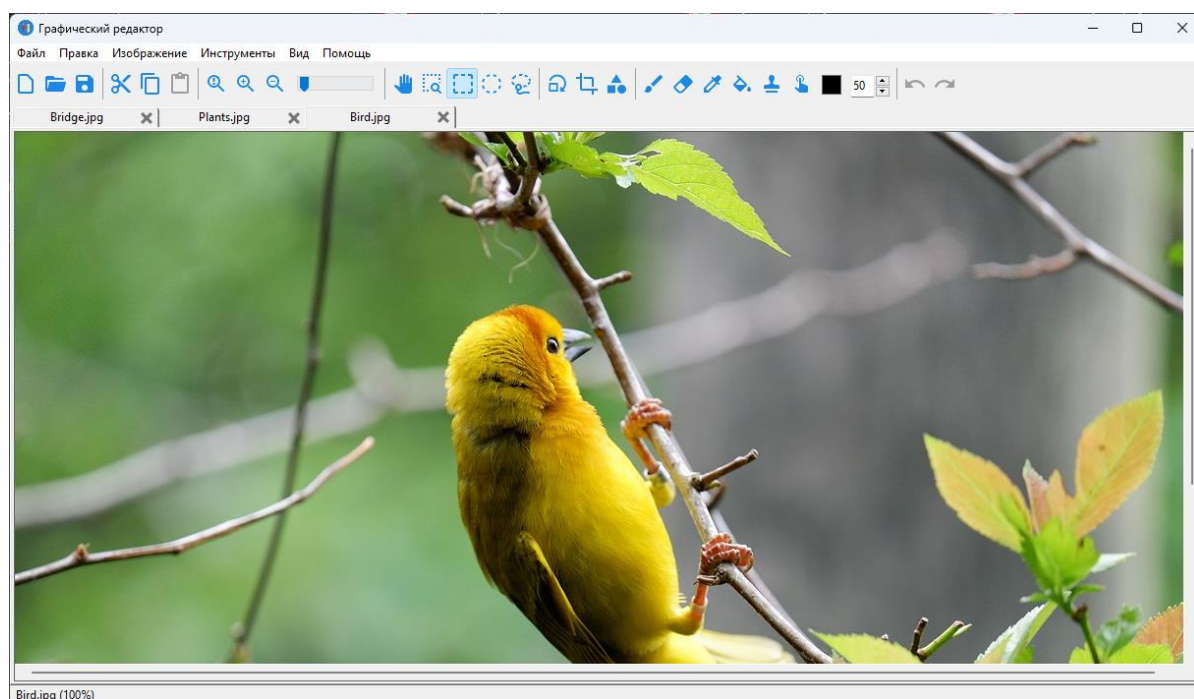 Графический редактор
Файл Правка Изображение Инструменты Вид Помощь
50
Bridge.jpg Plants.jpg Bird.jpg
Bird.jpg (100%)